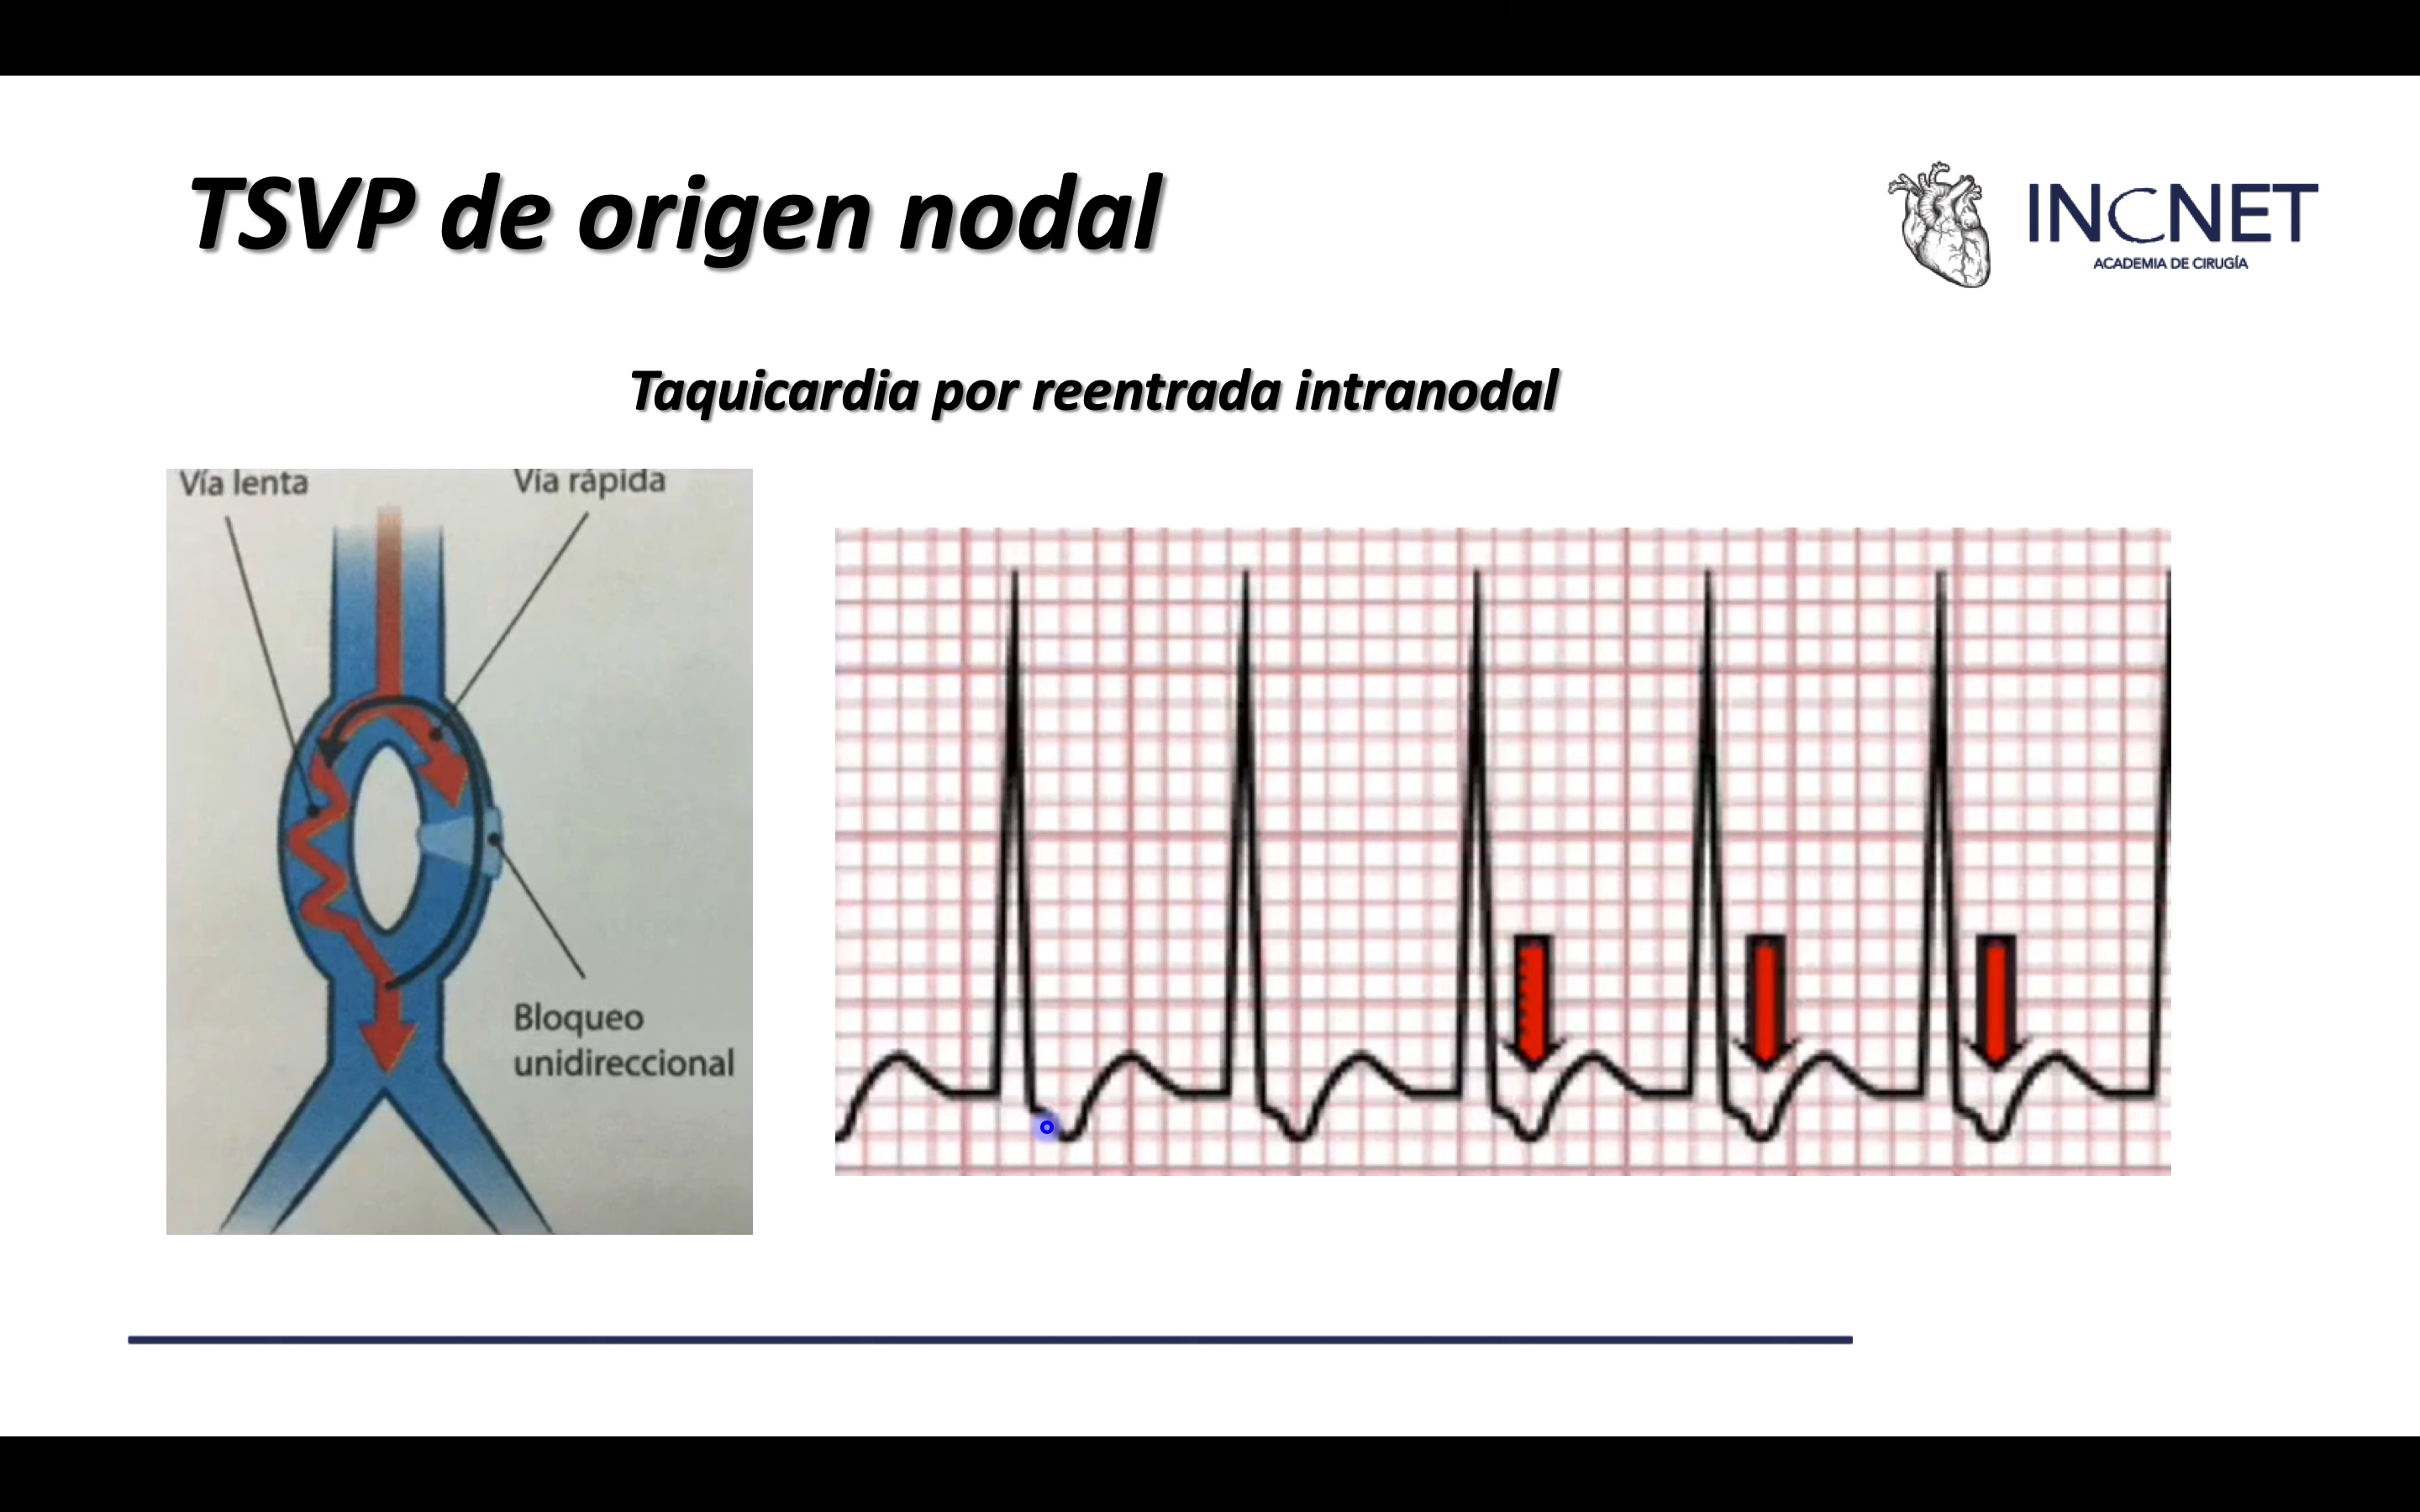 TSVP de origen nodal
INCNET
ACADEMIA DE CIRUGÍA
Taquicardia por reentrada intranodal
Vía lenta
Vía rápida
Bloqueo
unidireccional